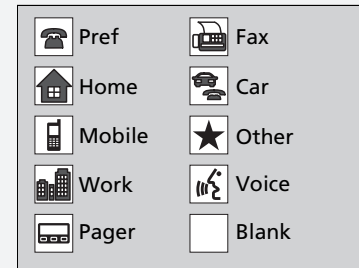 Pref
Fax
Home
Car
Mobile
Other
Work
Voice
Pager
Blank